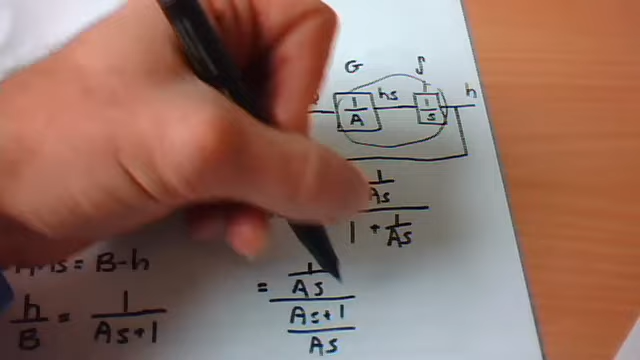 G ∫
1/A hs 1/s h
1/As
1 + 1/As
s = B-h
= 1/As
h/B = 1/As+1
As+1/As